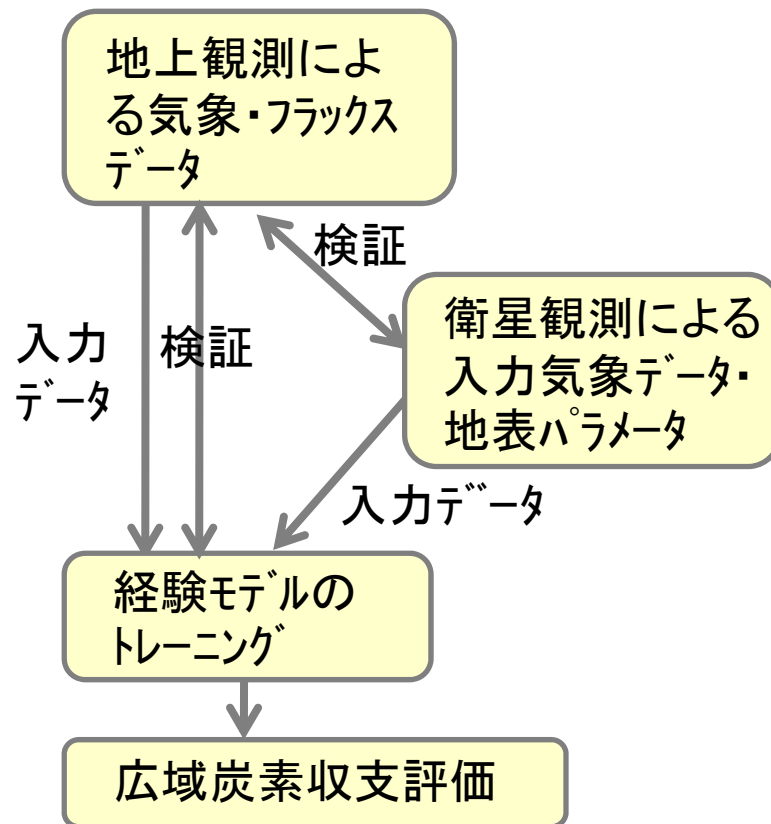 地上観測によ
る気象・ﾌﾗｯｸｽ
ﾃﾞｰﾀ
検証
入力
ﾃﾞｰﾀ
検証
衛星観測による
入力気象ﾃﾞｰﾀ・
地表ﾊﾟﾗﾒｰﾀ
入力ﾃﾞｰﾀ
経験ﾓﾃﾞﾙの
ﾄﾚｰﾆﾝｸﾞ
広域炭素収支評価